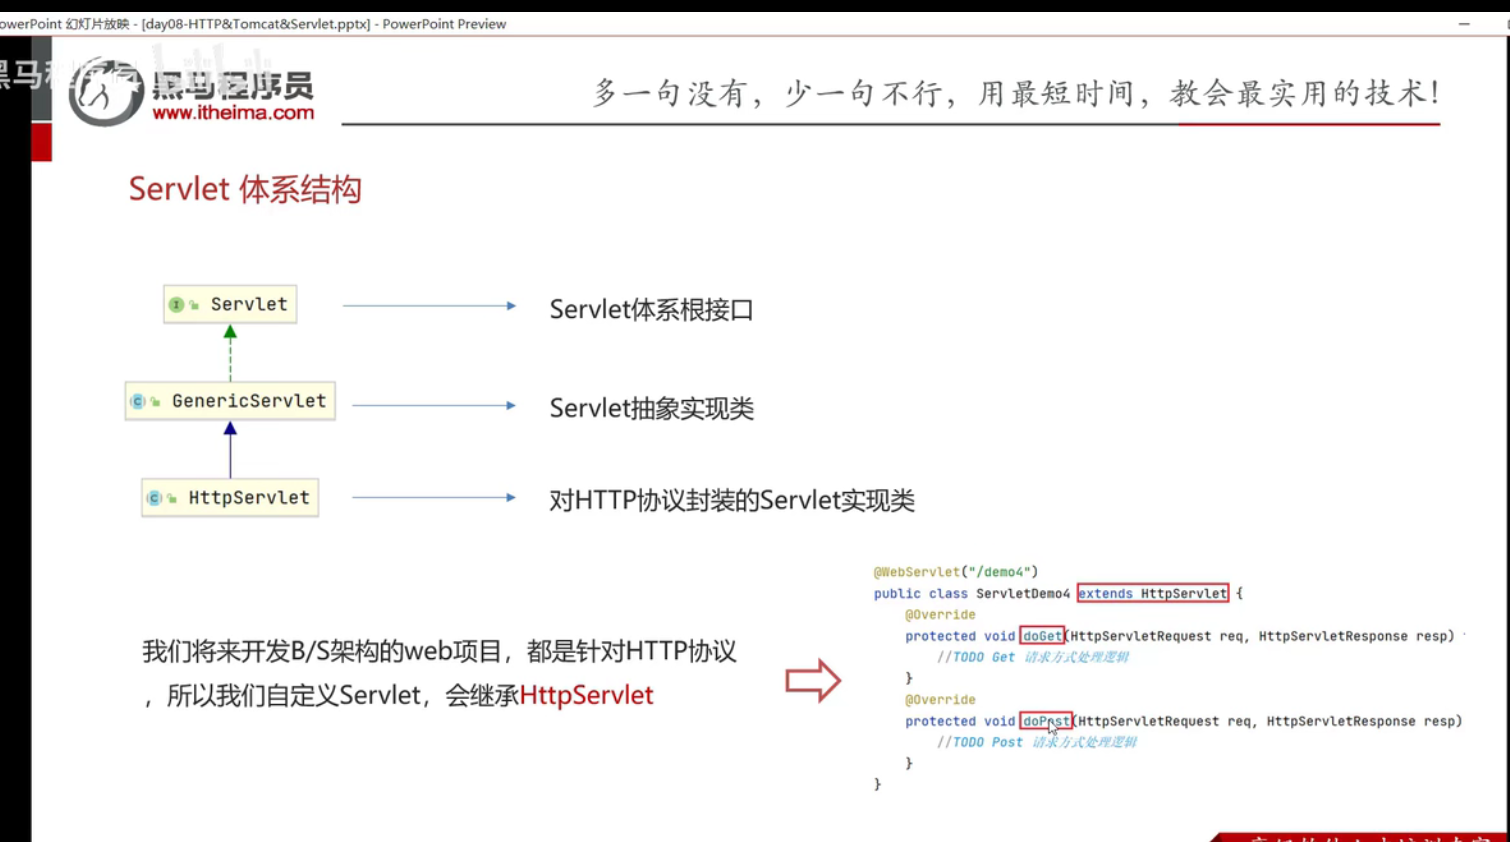 owerPoint 幻灯片放映 - [day08-HTTP&Tomcat&Servlet.pptx] - PowerPoint Preview
黑马程序员
www.itheima.com
多一句没有，少一句不行，用最短时间，教会最实用的技术！
Servlet 体系结构
Servlet
Servlet体系根接口
GenericServlet
Servlet抽象实现类
HttpServlet
对HTTP协议封装的Servlet实现类
我们将来开发B/S架构的web项目，都是针对HTTP协议
，所以我们自定义Servlet，会继承HttpServlet
@WebServlet("/demo4")
public class ServletDemo4 extends HttpServlet {
@Override
protected void doGet(HttpServletRequest req, HttpServletResponse resp)
//TODO Get 请求方式处理逻辑
}
@Override
protected void doPost(HttpServletRequest req, HttpServletResponse resp)
//TODO Post 请求方式处理逻辑
}
}